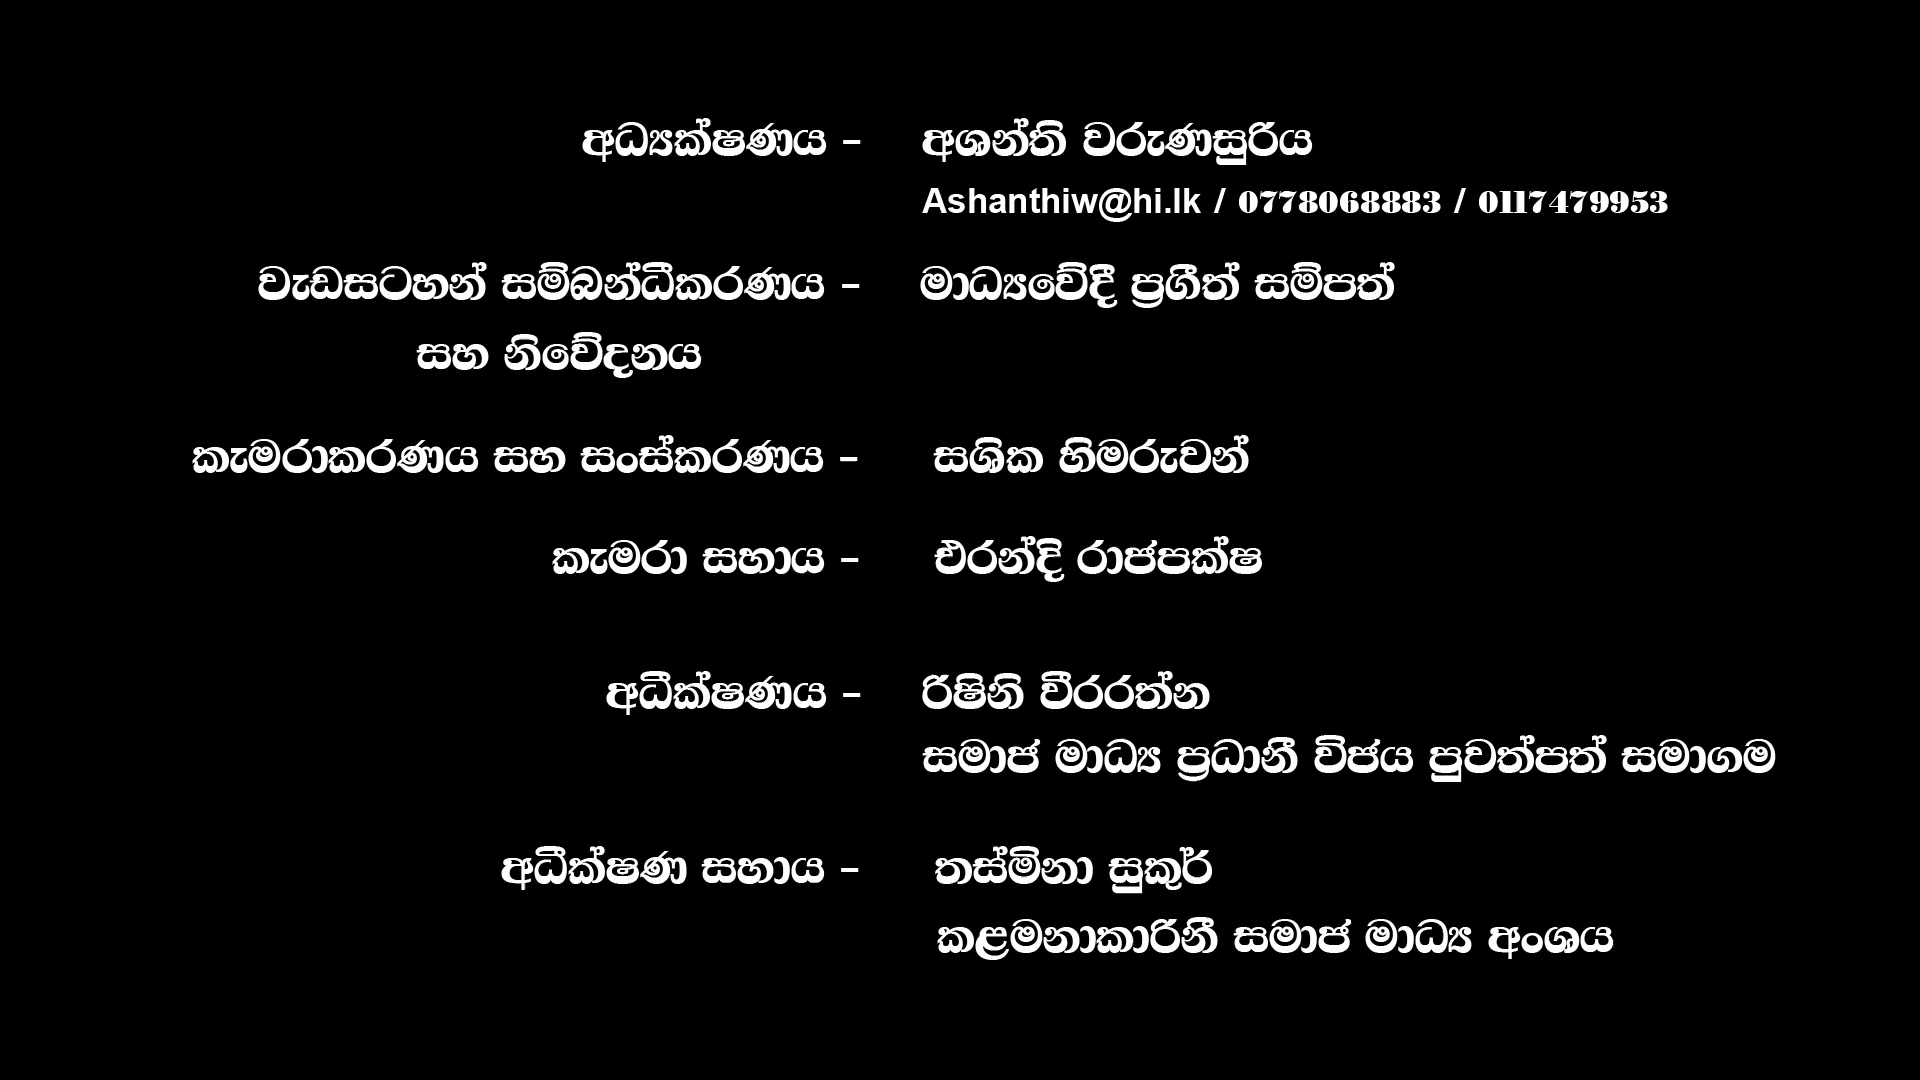 අධ්‍යක්ෂණය - අශන්ති වරුණසූරිය
Ashanthiw@hi.lk / 0778068883 / 0117479953
වැඩසටහන් සම්බන්ධීකරණය - මාධ්‍යවේදී ප්‍රගීත් සම්පත්
සහ නිවේදනය
කැමරාකරණය සහ සංස්කරණය - සශික හිමරුවන්
කැමරා සහාය - එරන්දි රාජපක්ෂ
අධීක්ෂණය - රිෂිනි වීරරත්න
සමාජ මාධ්‍ය ප්‍රධානී විජය පුවත්පත් සමාගම
අධීක්ෂණ සහාය - තස්මිනා සුකුර්
කළමනාකාරිනී සමාජ මාධ්‍ය අංශය